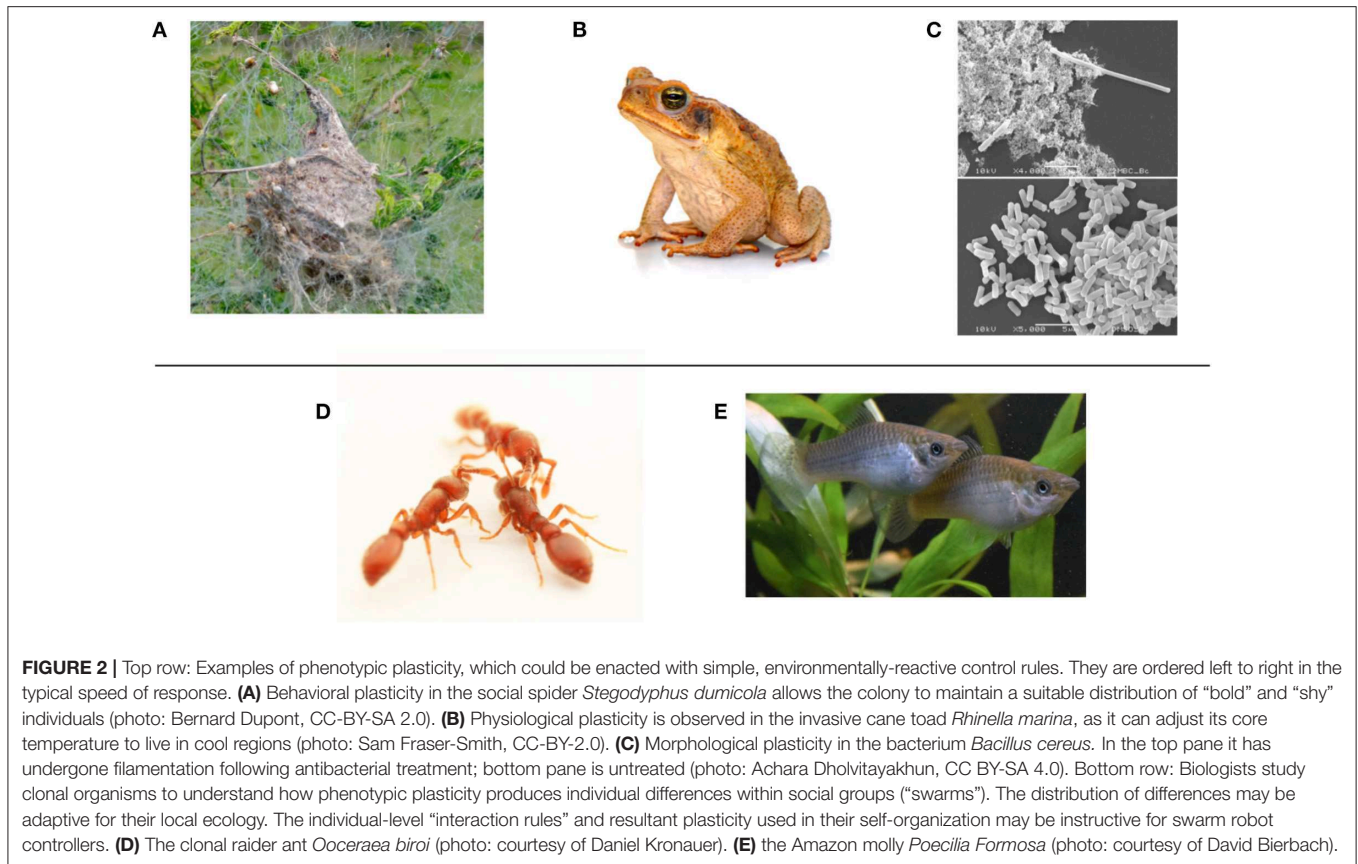 A
B
C
10kV X4,000
10kV X5,000 5µm
D
E
FIGURE 2 | Top row: Examples of phenotypic plasticity, which could be enacted with simple, environmentally-reactive control rules. They are ordered left to right in the
typical speed of response. (A) Behavioral plasticity in the social spider Stegodyphus dumicola allows the colony to maintain a suitable distribution of “bold” and “shy”
individuals (photo: Bernard Dupont, CC-BY-SA 2.0). (B) Physiological plasticity is observed in the invasive cane toad Rhinella marina, as it can adjust its core
temperature to live in cool regions (photo: Sam Fraser-Smith, CC-BY-2.0). (C) Morphological plasticity in the bacterium Bacillus cereus. In the top pane it has
undergone filamentation following antibacterial treatment; bottom pane is untreated (photo: Achara Dholvitayakhun, CC BY-SA 4.0). Bottom row: Biologists study
clonal organisms to understand how phenotypic plasticity produces individual differences within social groups (“swarms”). The distribution of differences may be
adaptive for their local ecology. The individual-level “interaction rules” and resultant plasticity used in their self-organization may be instructive for swarm robot
controllers. (D) The clonal raider ant Ooceraea biroi (photo: courtesy of Daniel Kronauer). (E) the Amazon molly Poecilia Formosa (photo: courtesy of David Bierbach).